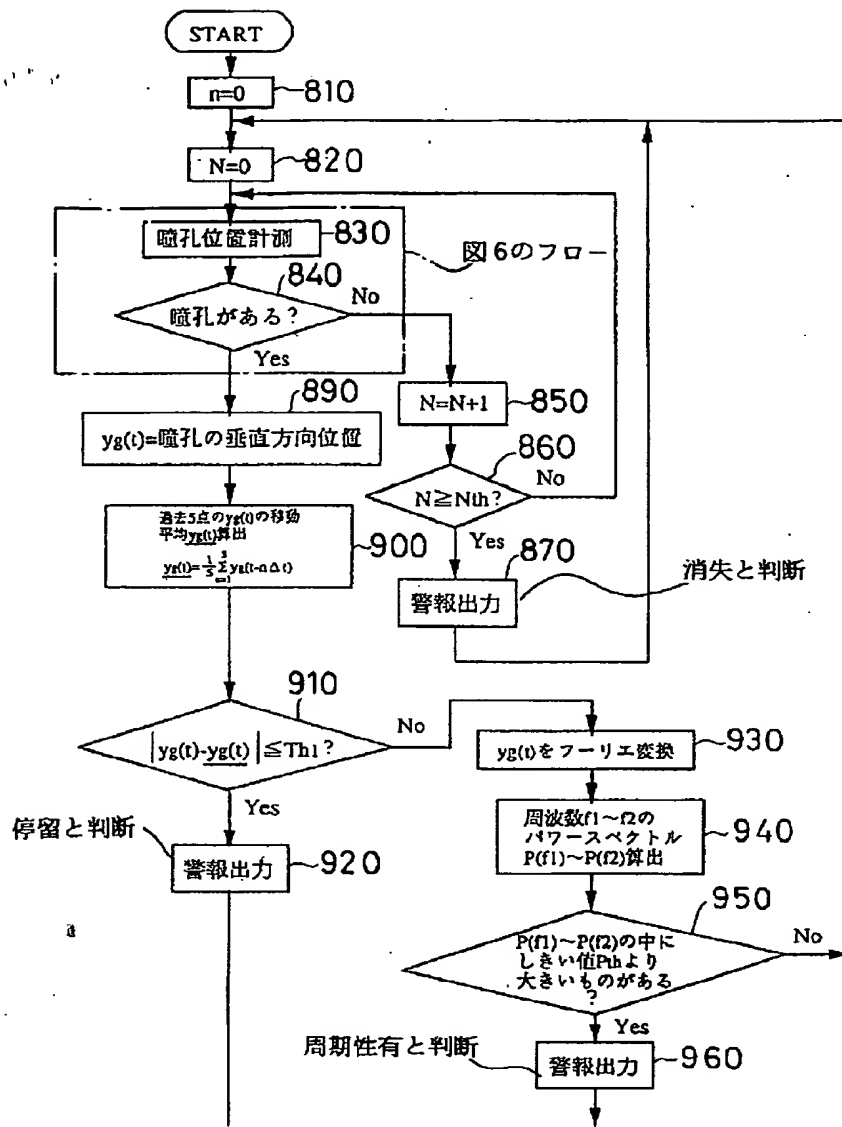 START
n=0
810
N=0
820
噴孔位置計測
830
図6のフロー
840
噴孔がある?
No
Yes
890
yg(t)=噴孔の垂直方向位置
N=N+1
850
860
N≧Nth?
No
Yes
過去5点のyg(t)の移動
平均yg(t)算出
900
870
警報出力
消失と判断
910
|yg(t)-yg(t)|≦Th1?
No
Yes
yg(t)をフーリエ変換
930
停留と判断
警報出力
920
周波数f1~f2の
パワースペクトル
P(f1)~P(f2)算出
940
950
P(f1)~P(f2)の中に
しきい値Pthより
大きいものがある
?
No
Yes
周期性有と判断
警報出力
960